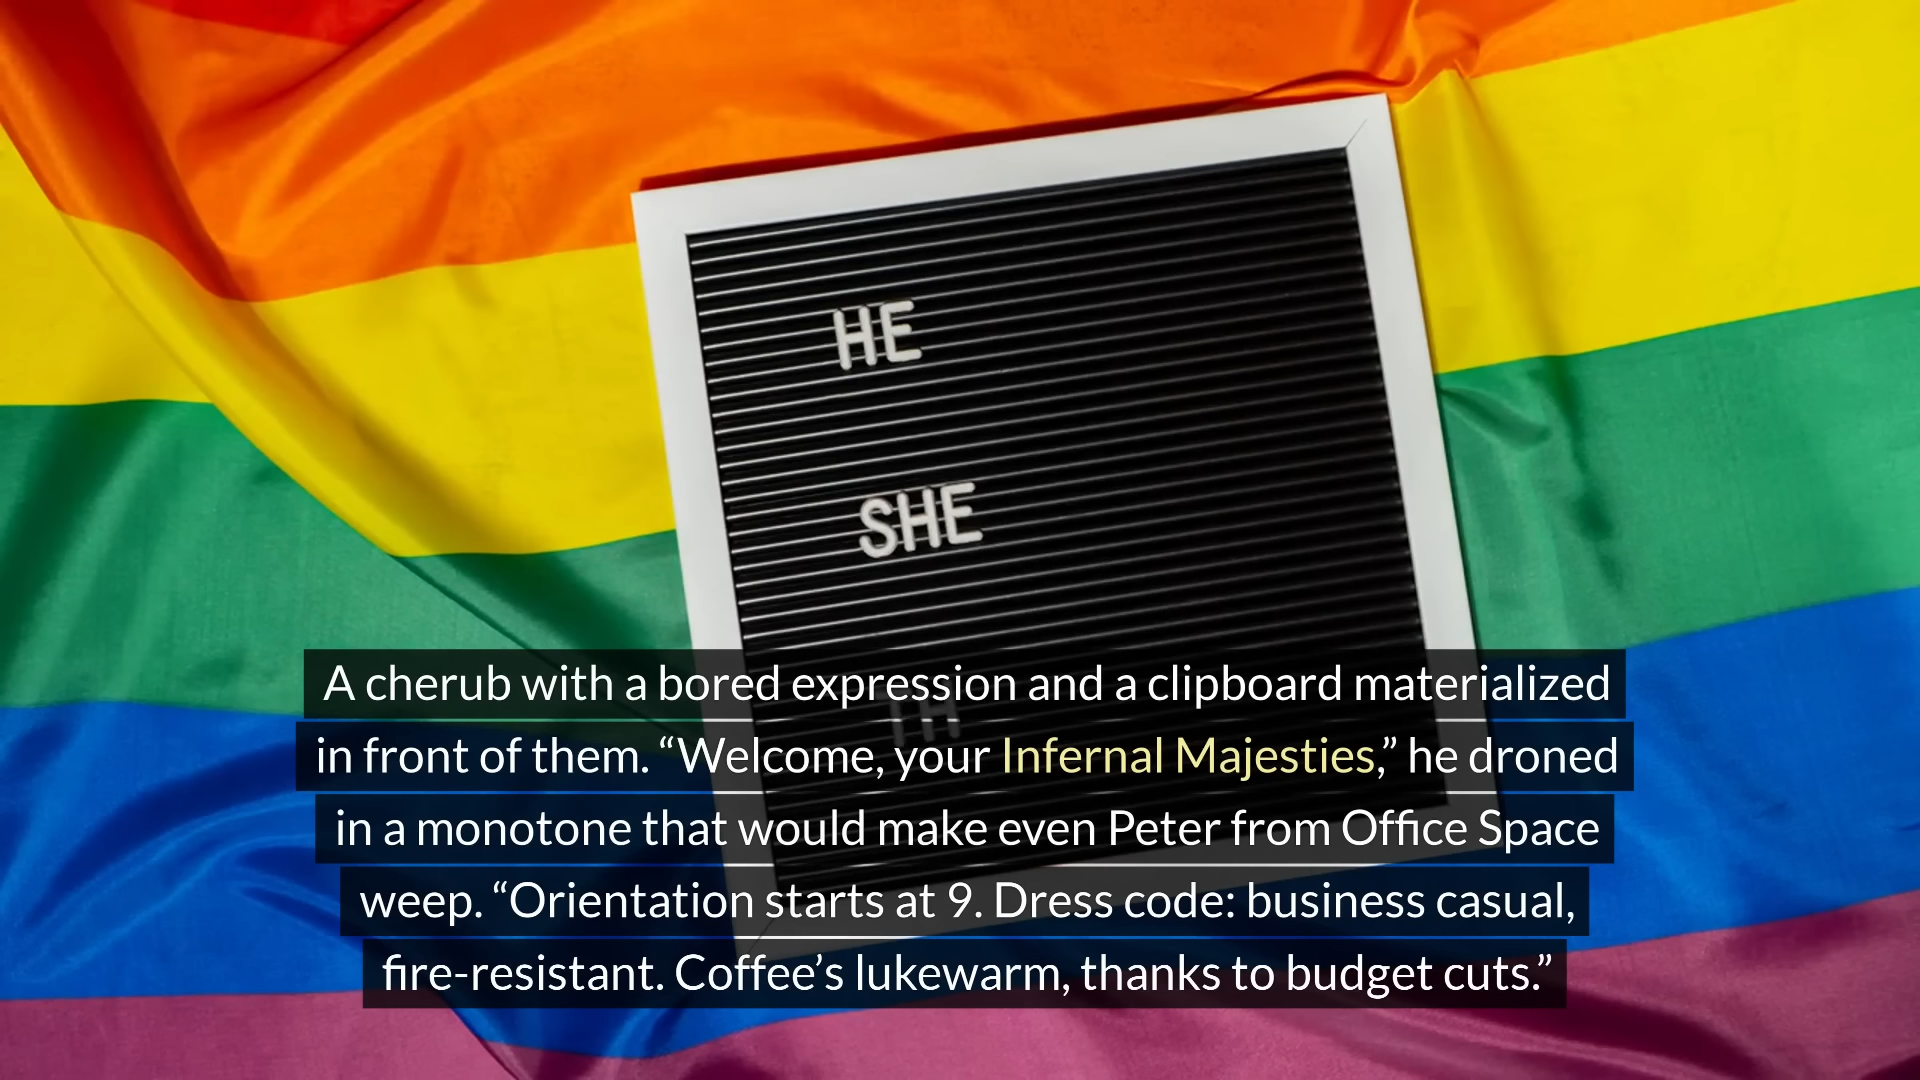 HE
SHE
TH
A cherub with a bored expression and a clipboard materialized
in front of them. “Welcome, your Infernal Majesties,” he droned
in a monotone that would make even Peter from Office Space
weep. “Orientation starts at 9. Dress code: business casual,
fire-resistant. Coffee’s lukewarm, thanks to budget cuts.”